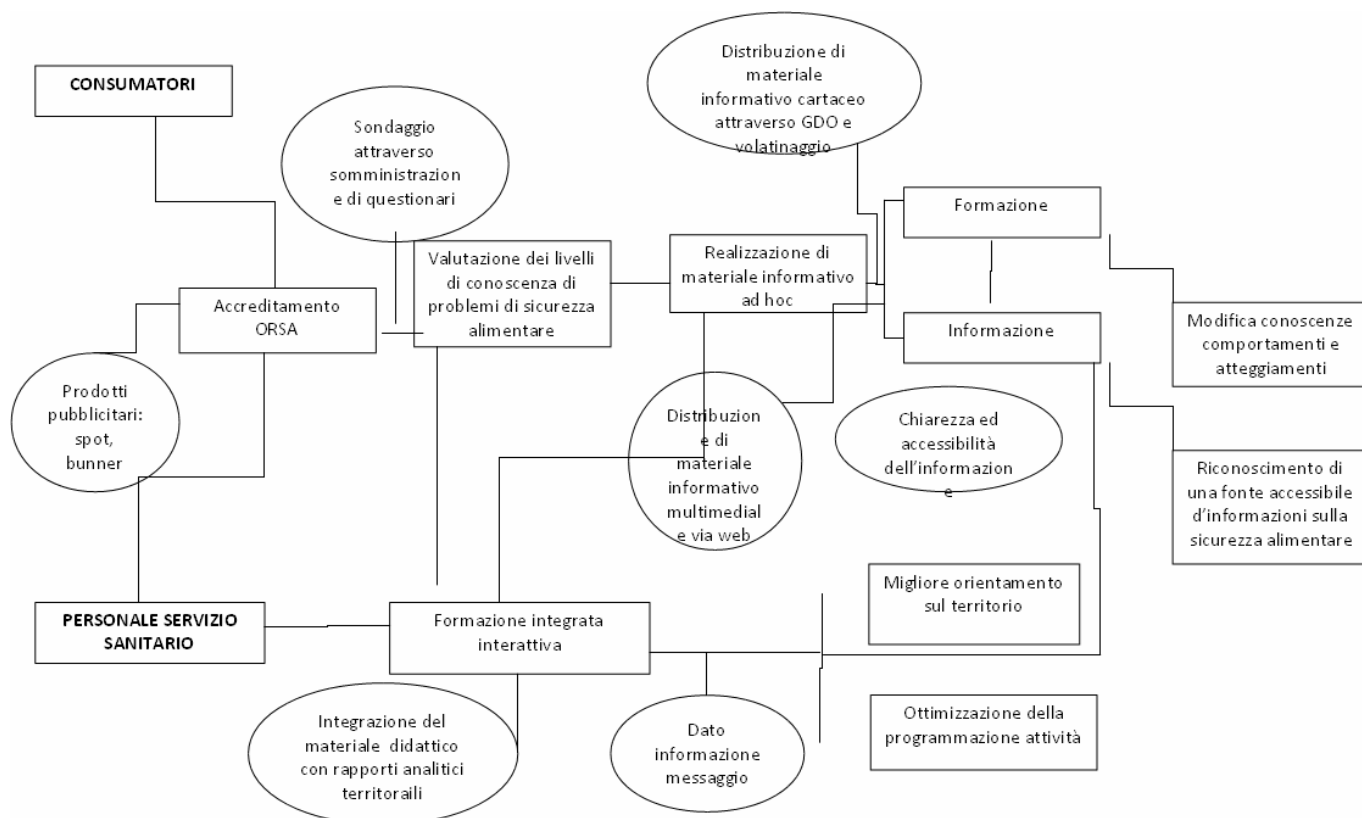 CONSUMATORI
Sondaggio
attraverso
somministrazion
e di questionari
Distribuzione di
materiale
informativo cartaceo
attraverso GDO e
volatinaggio
Formazione
Valutazione dei livelli
di conoscenza di
problemi di sicurezza
alimentare
Realizzazione di
materiale informativo
ad hoc
Accreditamento
ORSA
Informazione
Modifica conoscenze
comportamenti e
atteggiamenti
Prodotti
pubblicitari:
spot,
bunner
Distribuzion
e di
materiale
informativo
multimedial
e via web
Chiarezza ed
accessibilità
dell'informazion
e
Riconoscimento di
una fonte accessibile
d'informazioni sulla
sicurezza alimentare
PERSONALE SERVIZIO
SANITARIO
Formazione integrata
interattiva
Migliore orientamento
sul territorio
Integrazione del
materiale didattico
con rapporti analitici
territoraili
Dato
informazione
messaggio
Ottimizzazione della
programmazione attività